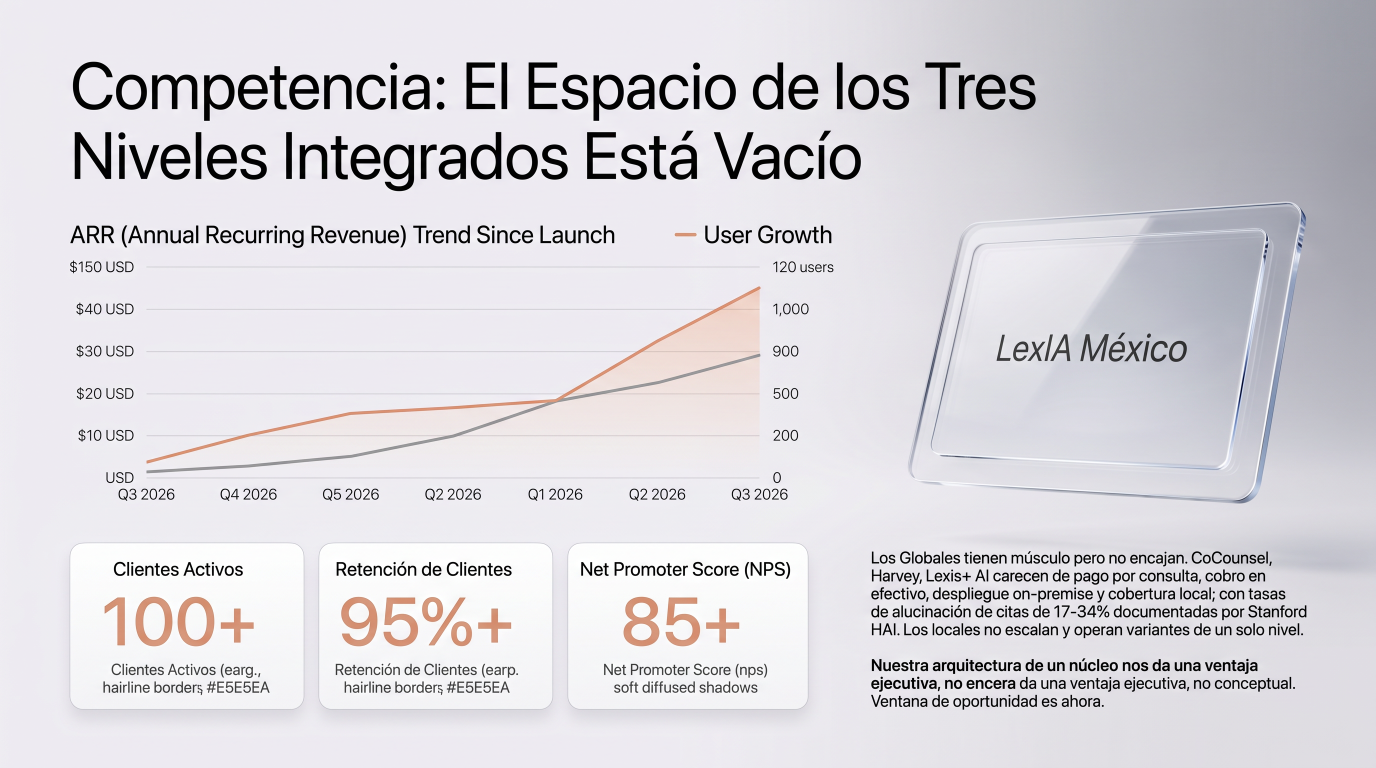 Competencia: El Espacio de los Tres
Niveles Integrados Está Vacío
ARR (Annual Recurring Revenue) Trend Since Launch
User Growth
$150 USD
$40 USD
$30 USD
$20 USD
$10 USD
USD
120 users
1,000
900
500
200
0
Q3 2026
Q4 2026
Q5 2026
Q2 2026
Q1 2026
Q2 2026
Q3 2026
LexIA México
Clientes Activos
100+
Clientes Activos (earg.,
hairline borders, #E5E5EA
Retención de Clientes
95%+
Retención de Clientes (earp.
hairline borders, #E5E5EA
Net Promoter Score (NPS)
85+
Net Promoter Score (nps)
soft diffused shadows
Los Globales tienen músculo pero no encajan. CoCounsel,
Harvey, Lexis+ AI carecen de pago por consulta, cobro en
efectivo, despliegue on-premise y cobertura local; con tasas
de alucinación de citas de 17-34% documentadas por Stanford
HAI. Los locales no escalan y operan variantes de un solo nivel.
Nuestra arquitectura de un núcleo nos da una ventaja
ejecutiva, no encera da una ventaja ejecutiva, no conceptual.
Ventana de oportunidad es ahora.